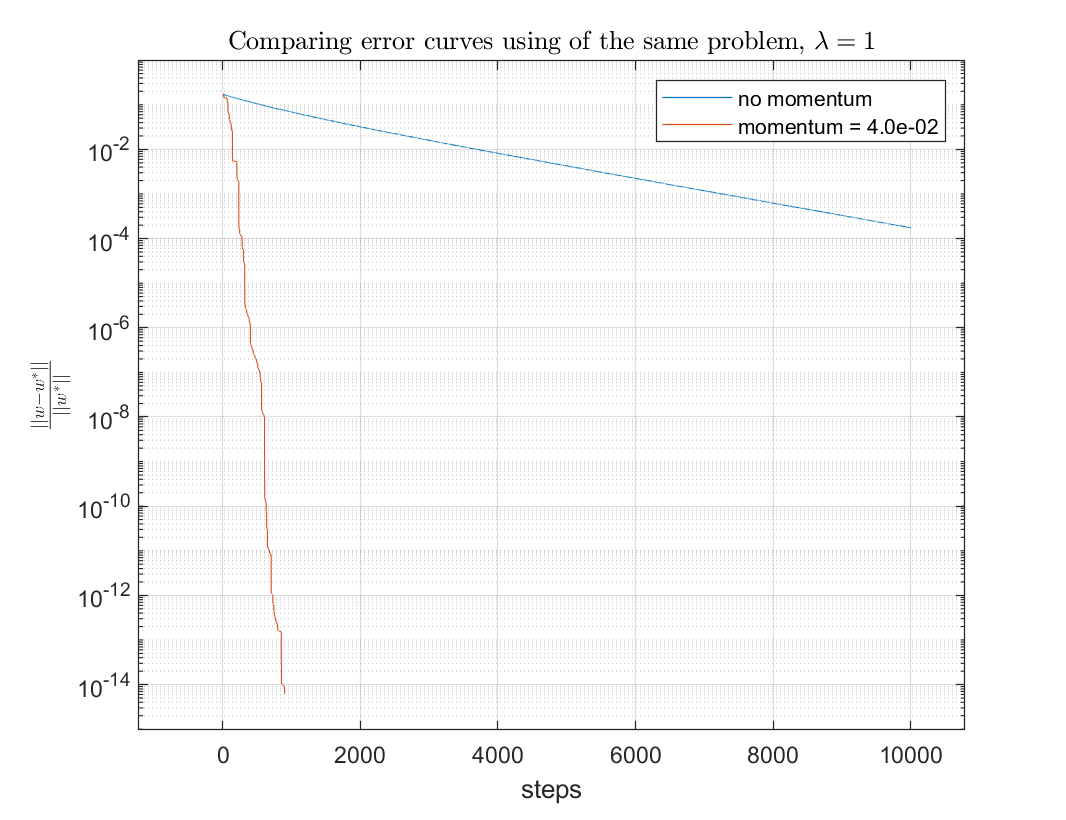 Comparing error curves using of the same problem, λ = 1
no momentum
momentum = 4.0e-02
10^-2
10^-4
10^-6
10^-8
10^-10
10^-12
10^-14
||w-w*||
||w*||
0 2000 4000 6000 8000 10000
steps